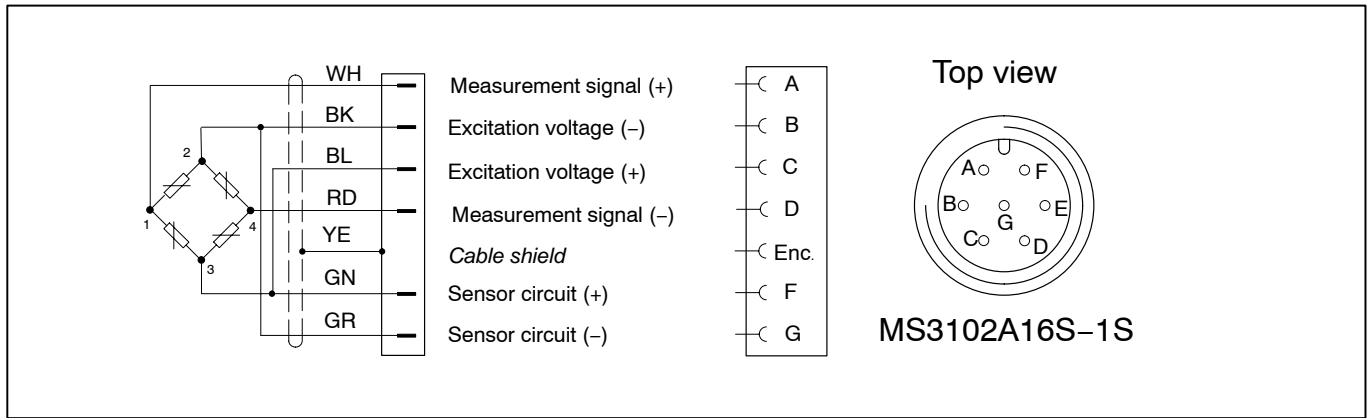 WH Measurement signal (+) A
BK Excitation voltage (−) B
BL Excitation voltage (+) C
RD Measurement signal (−) D
YE Cable shield Enc.
GN Sensor circuit (+) F
GR Sensor circuit (−) G
2
1 4
3
Top view
A F
B G E
C D
MS3102A16S−1S